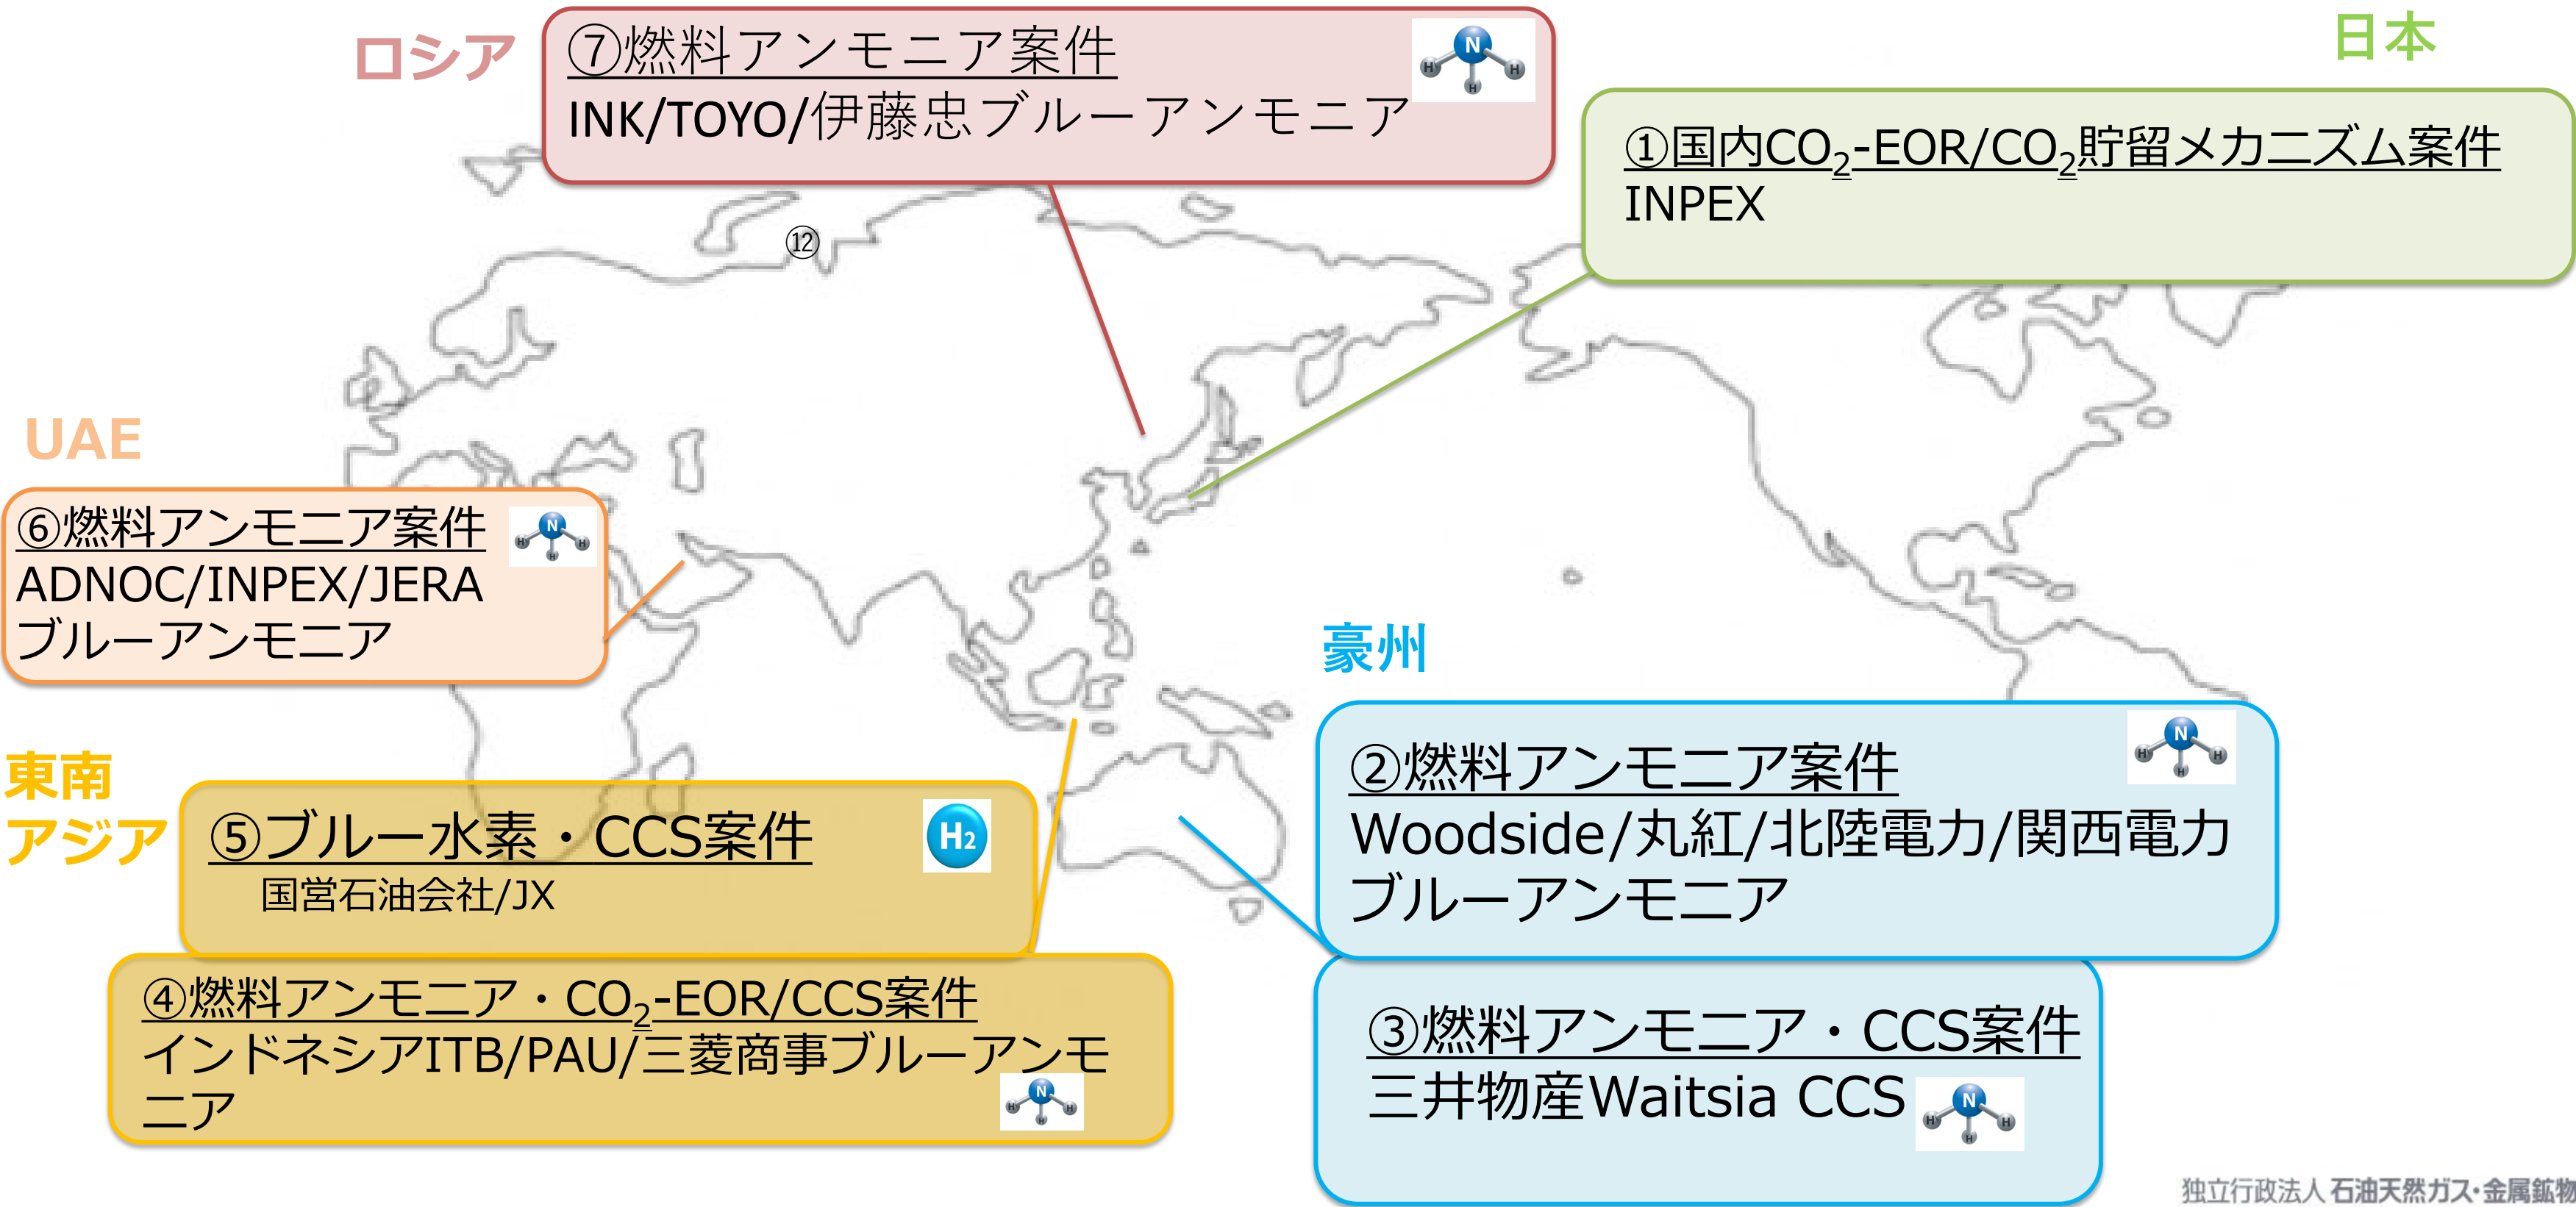 ロシア
⑦燃料アンモニア案件
INK/TOYO/伊藤忠ブルーアンモニア
N
H
H
H
日本
①国内CO₂-EOR/CO₂貯留メカニズム案件
INPEX
⑫
UAE
⑥燃料アンモニア案件
ADNOC/INPEX/JERA
ブルーアンモニア
N
H
H
H
豪州
②燃料アンモニア案件
Woodside/丸紅/北陸電力/関西電力
ブルーアンモニア
N
H
H
H
③燃料アンモニア・CCS案件
三井物産Waitsia CCS
N
H
H
H
東南
アジア
⑤ブルー水素・CCS案件
国営石油会社/JX
H₂
④燃料アンモニア・CO₂-EOR/CCS案件
インドネシアITB/PAU/三菱商事ブルーアンモ
ニア
N
H
H
H
独立行政法人 石油天然ガス・金属鉱物